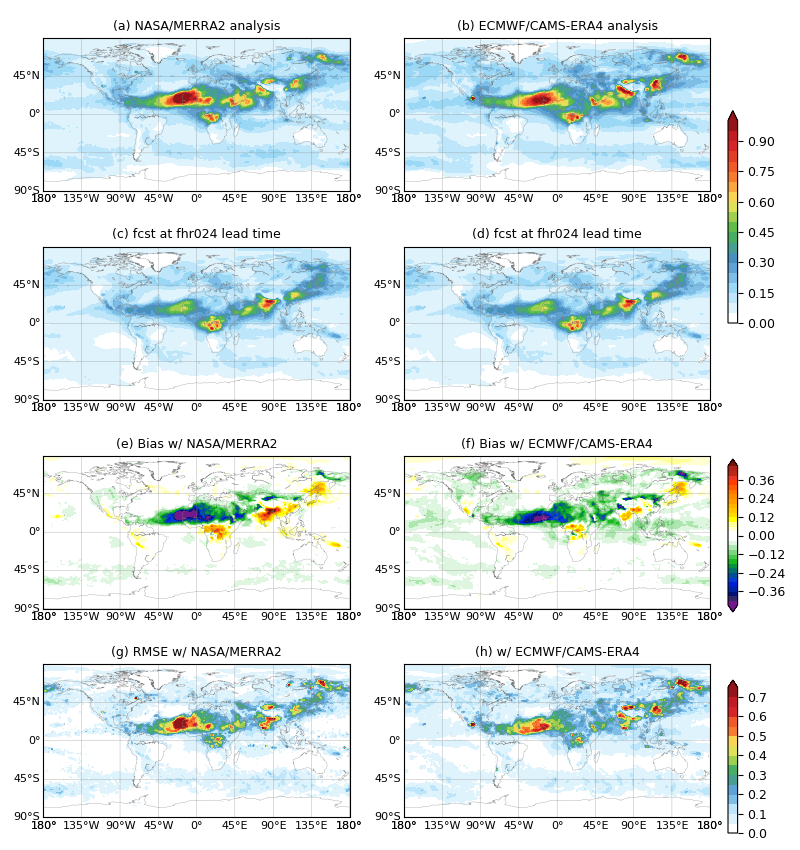 (a) NASA/MERRA2 analysis
(b) ECMWF/CAMS-ERA4 analysis
45°N
0°
45°S
90°S
180° 135°W 90°W 45°W 0° 45°E 90°E 135°E 180°
45°N
0°
45°S
90°S
180° 135°W 90°W 45°W 0° 45°E 90°E 135°E 180°
(c) fcst at fhr024 lead time
(d) fcst at fhr024 lead time
45°N
0°
45°S
90°S
180° 135°W 90°W 45°W 0° 45°E 90°E 135°E 180°
45°N
0°
45°S
90°S
180° 135°W 90°W 45°W 0° 45°E 90°E 135°E 180°
0.90
0.75
0.60
0.45
0.30
0.15
0.00
(e) Bias w/ NASA/MERRA2
(f) Bias w/ ECMWF/CAMS-ERA4
45°N
0°
45°S
90°S
180° 135°W 90°W 45°W 0° 45°E 90°E 135°E 180°
45°N
0°
45°S
90°S
180° 135°W 90°W 45°W 0° 45°E 90°E 135°E 180°
0.36
0.24
0.12
0.00
−0.12
−0.24
−0.36
(g) RMSE w/ NASA/MERRA2
(h) w/ ECMWF/CAMS-ERA4
45°N
0°
45°S
90°S
180° 135°W 90°W 45°W 0° 45°E 90°E 135°E 180°
45°N
0°
45°S
90°S
180° 135°W 90°W 45°W 0° 45°E 90°E 135°E 180°
0.7
0.6
0.5
0.4
0.3
0.2
0.1
0.0